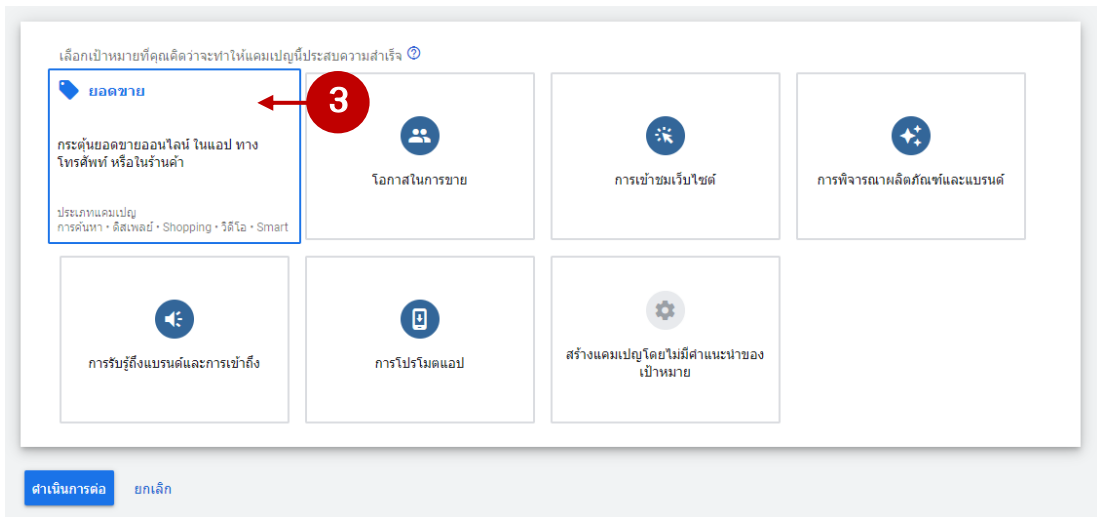 เลือกเป้าหมายที่คุณคิดว่าจะทำให้แคมเปญนี้ประสบความสำเร็จ
ยอดขาย
3
กระตุ้นยอดขายออนไลน์ ในแอป ทาง
โทรศัพท์ หรือในร้านค้า
ประเภทแคมเปญ
การค้นหา • ดิสเพลย์ • Shopping • วิดีโอ • Smart
โอกาสในการขาย
การเข้าชมเว็บไซต์
การพิจารณาผลิตภัณฑ์และแบรนด์
การรับรู้ถึงแบรนด์และการเข้าถึง
การโปรโมตแอป
สร้างแคมเปญโดยไม่มีคำแนะนำของ
เป้าหมาย
ดำเนินการต่อ
ยกเลิก